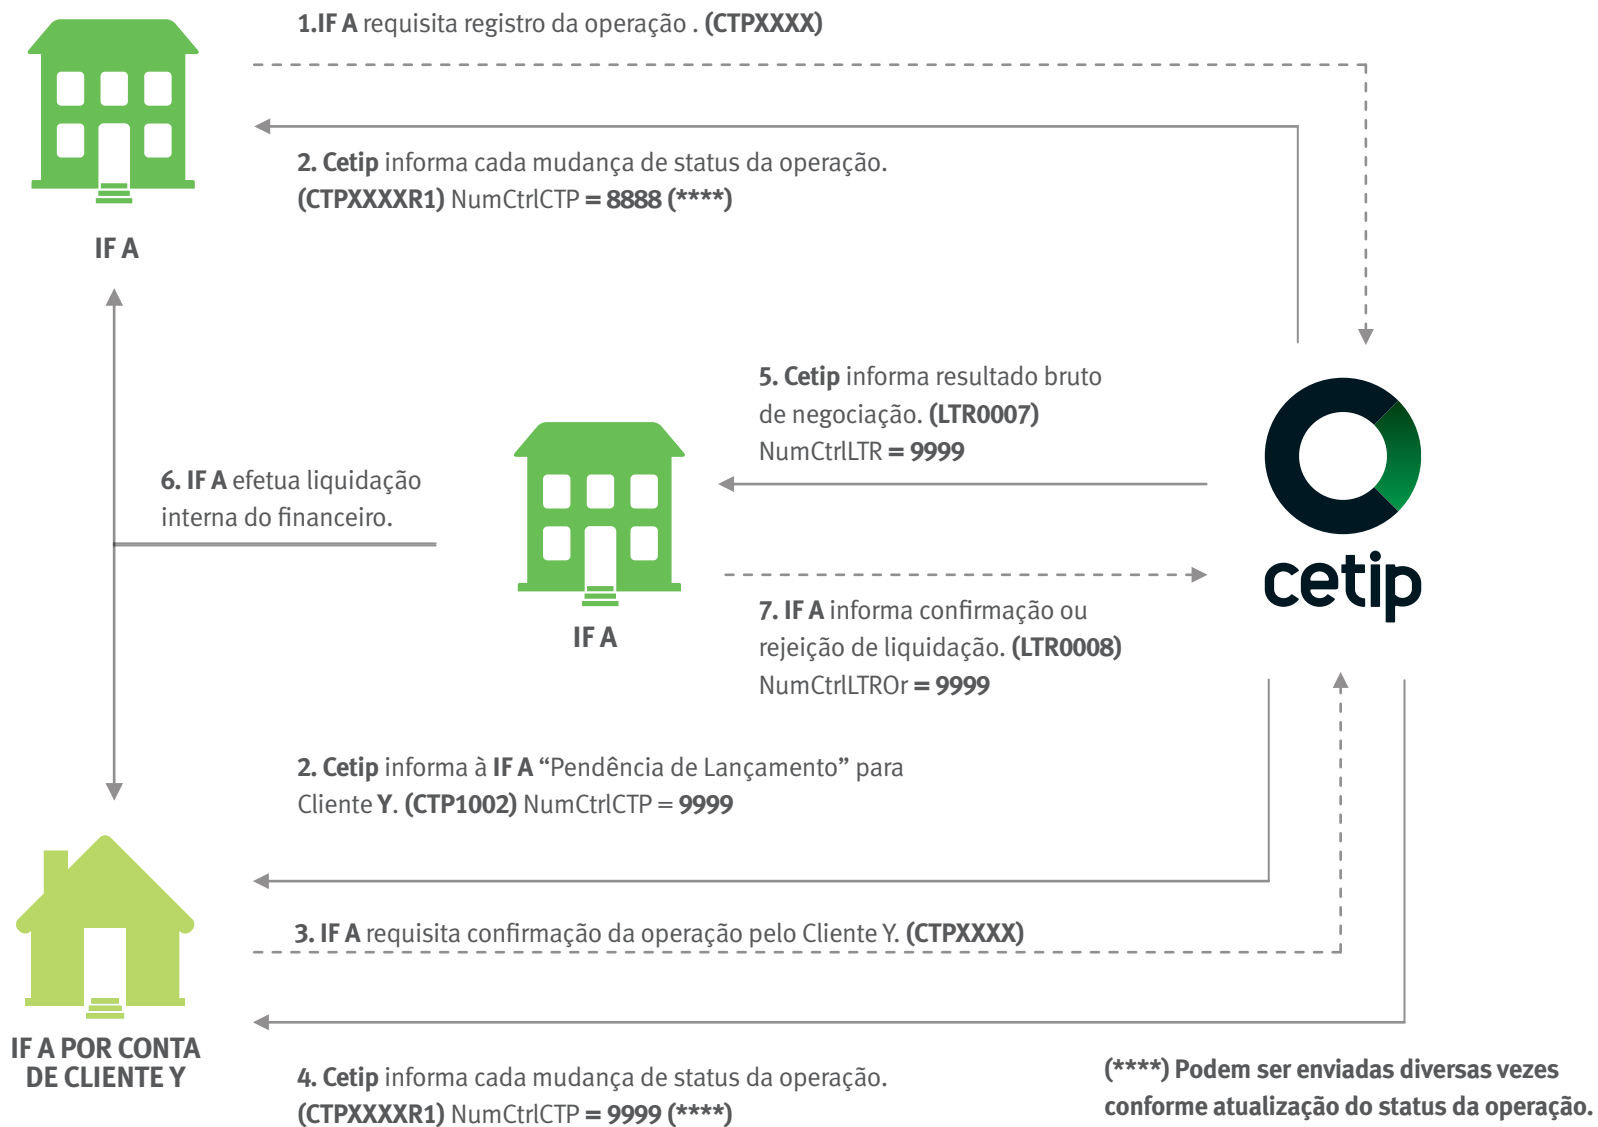 1.IF A requisita registro da operação . (CTPXXXX)
2. Cetip informa cada mudança de status da operação.
(CTPXXXXR1) NumCtrlCTP = 8888 (****)
IF A
5. Cetip informa resultado bruto
de negociação. (LTR0007)
NumCtrlLTR = 9999
6. IF A efetua liquidação
interna do financeiro.
cetip
IF A
7. IF A informa confirmação ou
rejeição de liquidação. (LTR0008)
NumCtrlLTROr = 9999
2. Cetip informa à IF A “Pendência de Lançamento” para
Cliente Y. (CTP1002) NumCtrlCTP = 9999
3. IF A requisita confirmação da operação pelo Cliente Y. (CTPXXXX)
IF A POR CONTA
DE CLIENTE Y
4. Cetip informa cada mudança de status da operação.
(CTPXXXXR1) NumCtrlCTP = 9999 (****)
(****) Podem ser enviadas diversas vezes
conforme atualização do status da operação.